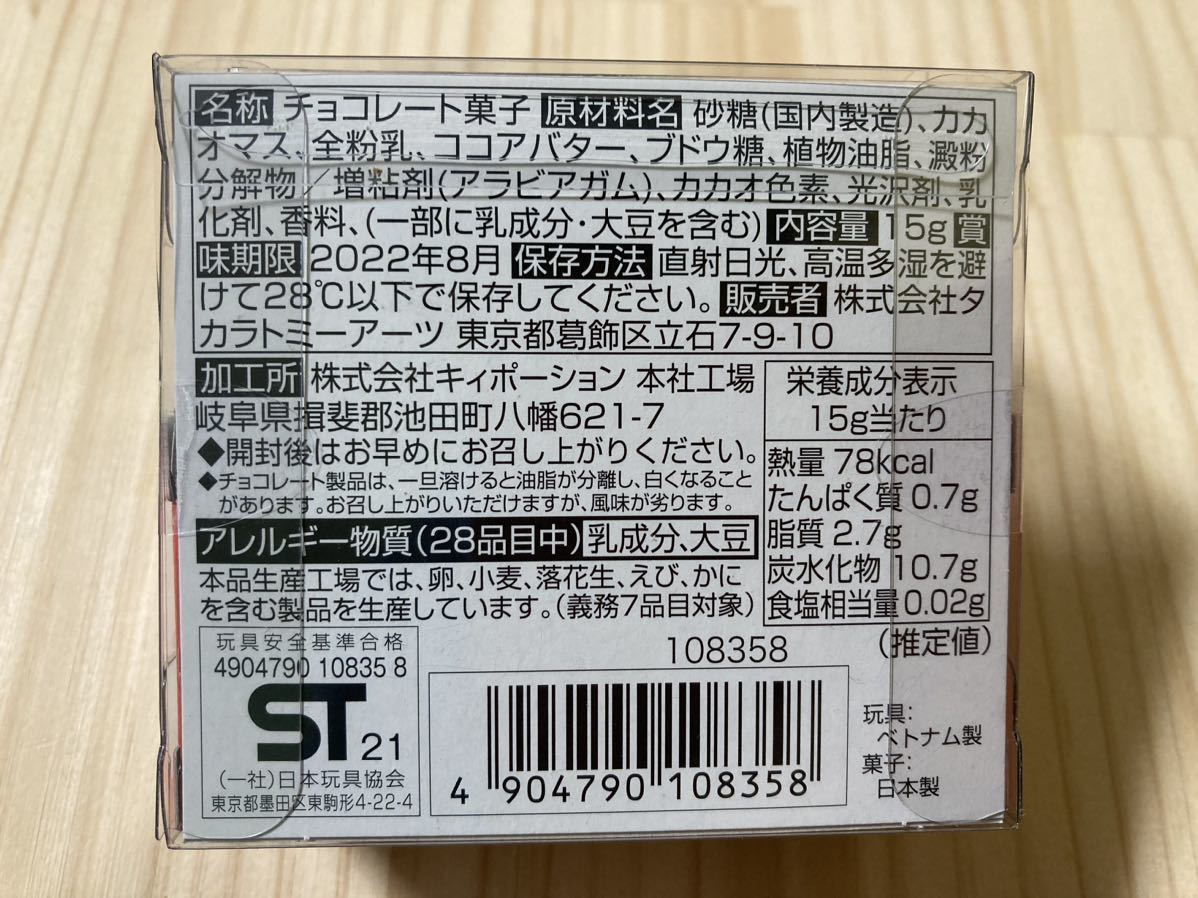 名称 チョコレート菓子 原材料名 砂糖(国内製造)、カカ
オマス、全粉乳、ココアバター、ブドウ糖、植物油脂、澱粉
分解物／増粘剤(アラビアガム)、カカオ色素、光沢剤、乳
化剤、香料、(一部に乳成分・大豆を含む) 内容量 15g 賞
味期限 2022年8月 保存方法 直射日光、高温多湿を避
けて28℃以下で保存してください。 販売者 株式会社タ
カラトミーアーツ 東京都葛飾区立石7-9-10
加工所 株式会社キィポーション 本社工場
岐阜県揖斐郡池田町八幡621-7
◆開封後はお早めにお召し上がりください。
◆チョコレート製品は、一旦溶けると油脂が分離し、白くなること
があります。お召し上がりいただけますが、風味が劣ります。
アレルギー物質(28品目中) 乳成分、大豆
本品生産工場では、卵、小麦、落花生、えび、かに
を含む製品を生産しています。(義務7品目対象)
栄養成分表示
15g当たり
熱量 78kcal
たんぱく質 0.7g
脂質 2.7g
炭水化物 10.7g
食塩相当量 0.02g
(推定値)
玩具安全基準合格
4904790 10835 8
ST 21
(一社)日本玩具協会
東京都墨田区東駒形4-22-4
108358
4 904790 108358
玩具:
ベトナム製
菓子:
日本製